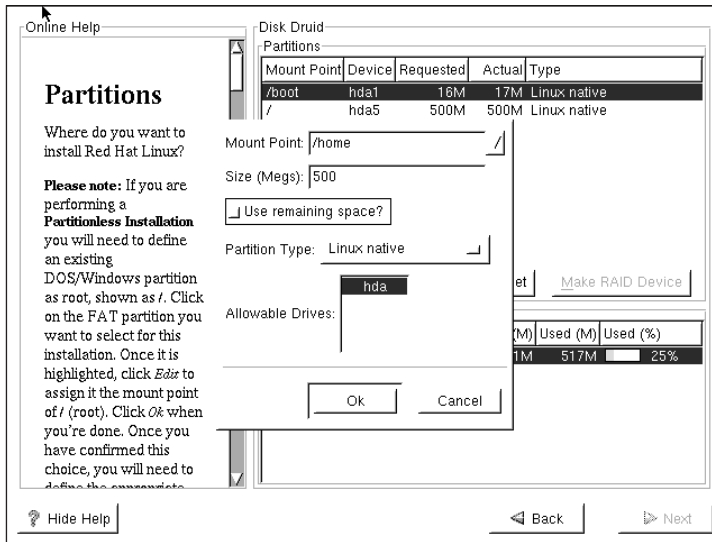 Online Help
Partitions
Where do you want to
install Red Hat Linux?
Please note: If you are
performing a
Partitionless Installation
you will need to define
an existing
DOS/Windows partition
as root, shown as /. Click
on the FAT partition you
want to select for this
installation. Once it is
highlighted, click Edit to
assign it the mount point
of / (root). Click Ok when
you're done. Once you
have confirmed this
choice, you will need to
define the appropriate
Disk Druid
Partitions
Mount Point Device Requested Actual Type
/boot hda1 16M 17M Linux native
/ hda5 500M 500M Linux native
Mount Point: /home /
Size (Megs): 500
Use remaining space?
Partition Type: Linux native
Allowable Drives: hda
Ok Cancel
et Make RAID Device
(M) Used (M) Used (%)
1M 517M 25%
? Hide Help
Back Next